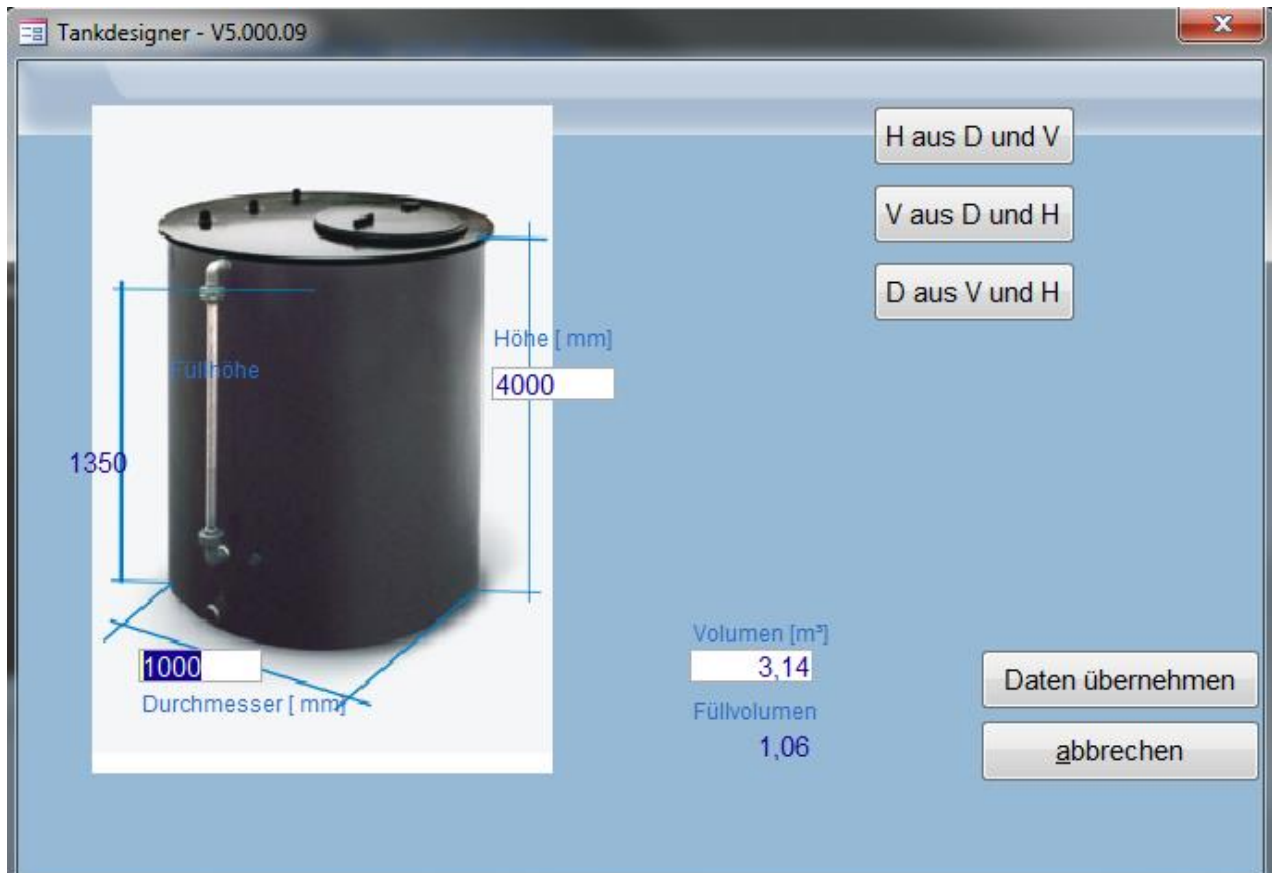 Tankdesigner - V5.000.09
H aus D und V
V aus D und H
D aus V und H
Höhe [ mm]
4000
Füllhöhe
1350
1000
Durchmesser [ mm]
Volumen [m³]
3,14
Füllvolumen
1,06
Daten übernehmen
abbrechen